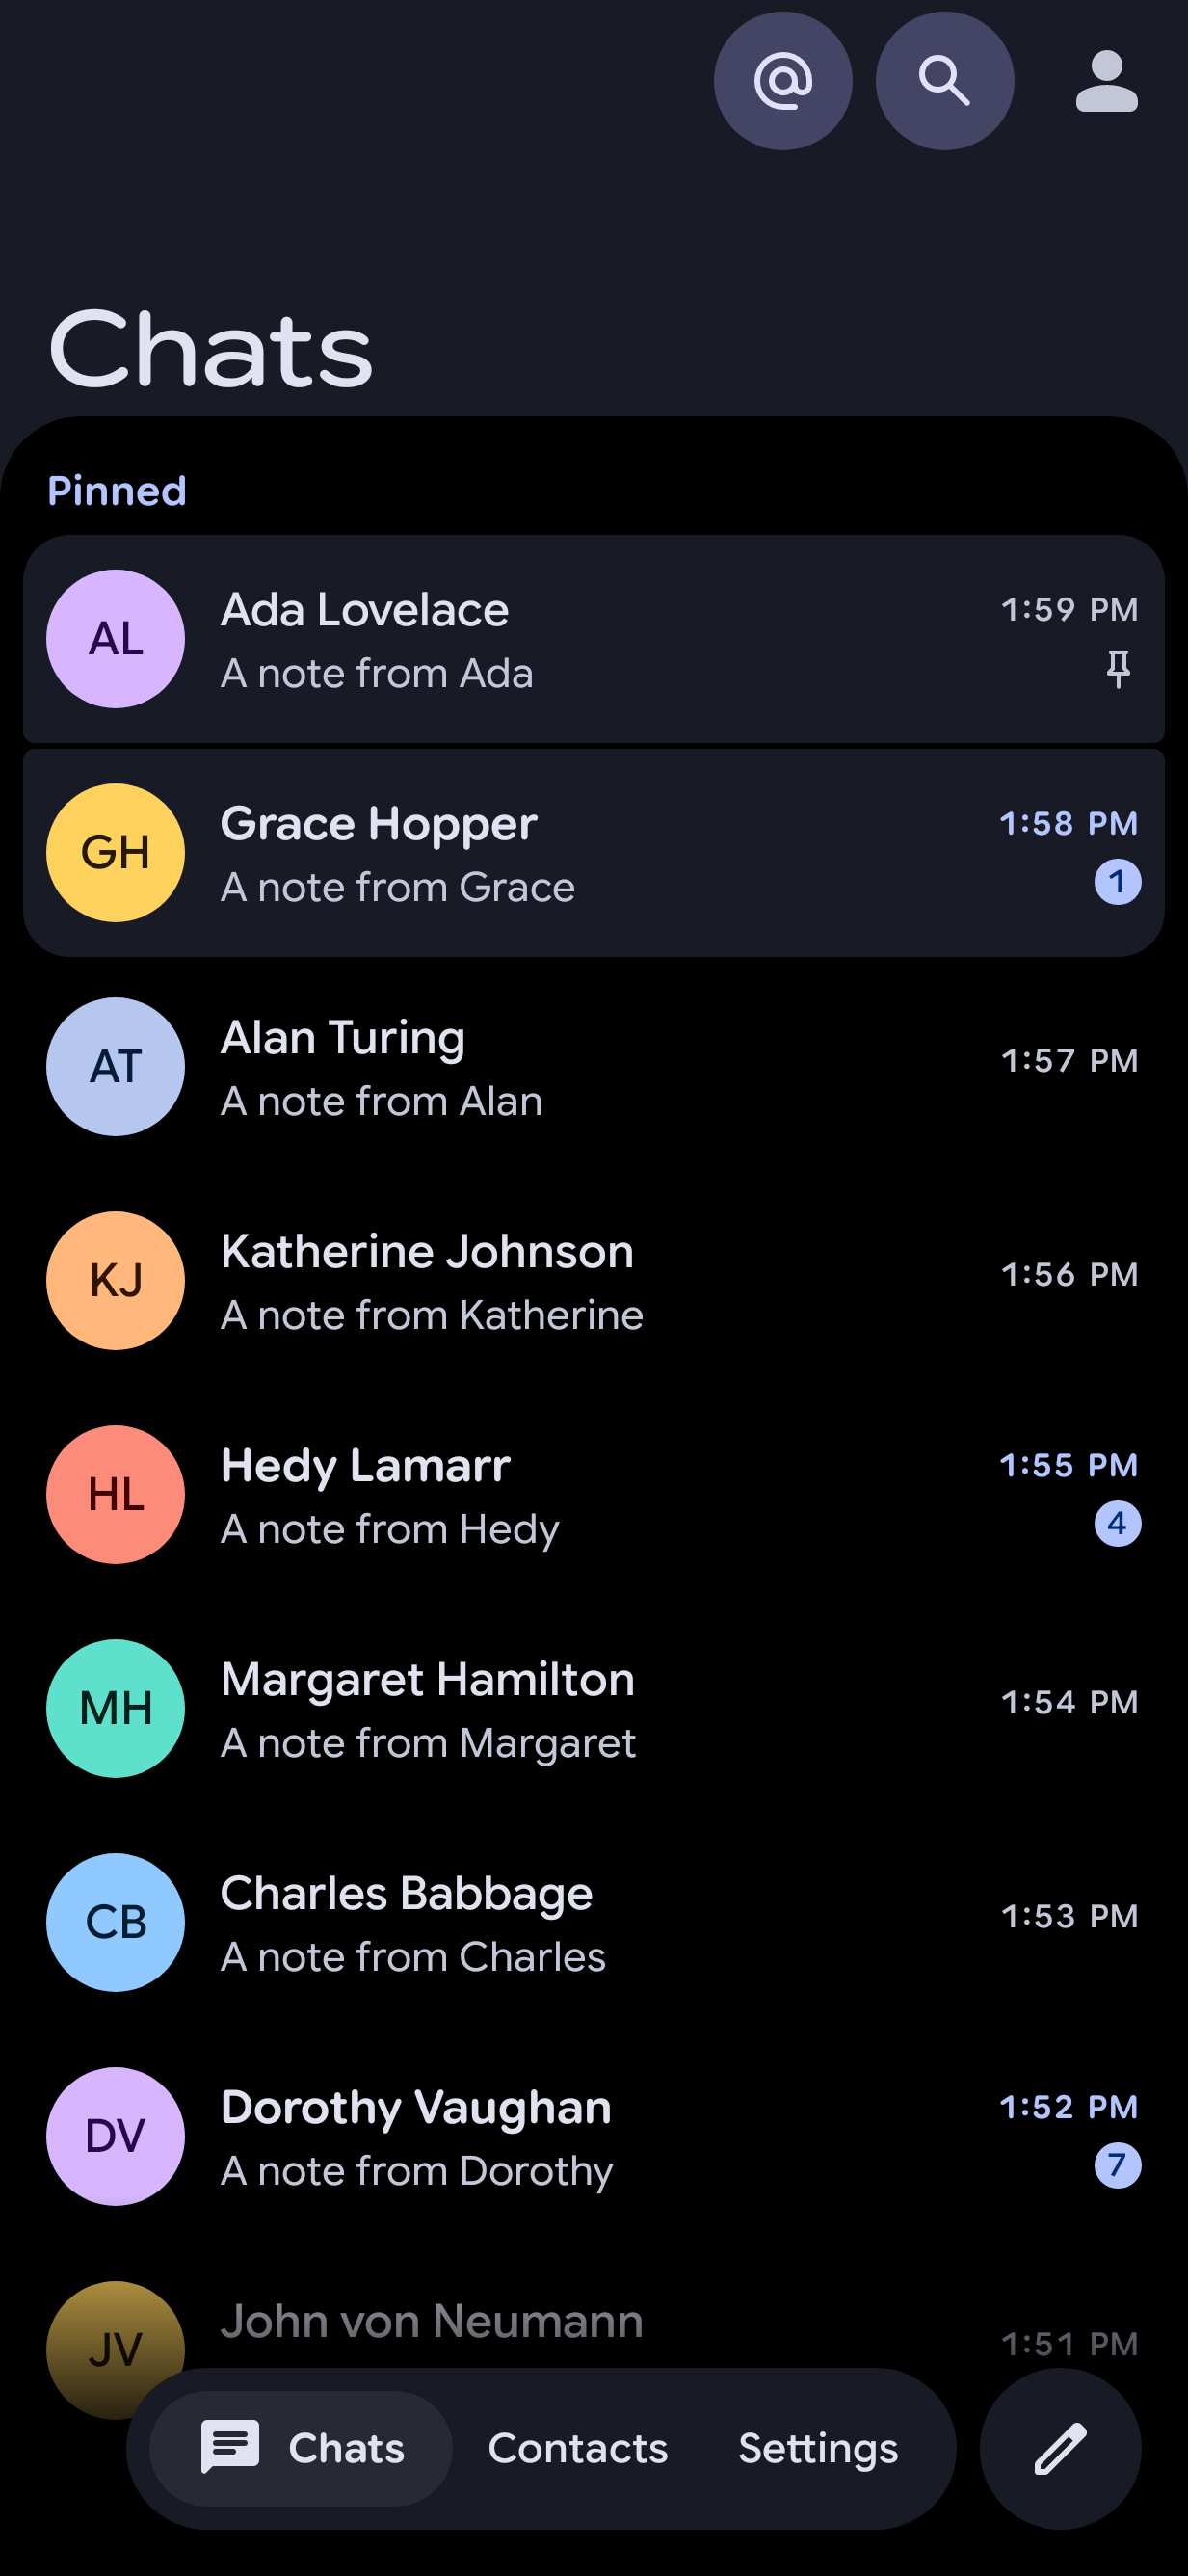 Chats
Pinned
AL
Ada Lovelace
1:59 PM
A note from Ada
GH
Grace Hopper
1:58 PM
A note from Grace
1
AT
Alan Turing
1:57 PM
A note from Alan
KJ
Katherine Johnson
1:56 PM
A note from Katherine
HL
Hedy Lamarr
1:55 PM
A note from Hedy
4
MH
Margaret Hamilton
1:54 PM
A note from Margaret
CB
Charles Babbage
1:53 PM
A note from Charles
DV
Dorothy Vaughan
1:52 PM
A note from Dorothy
7
JV
John von Neumann
1:51 PM
Chats
Contacts
Settings